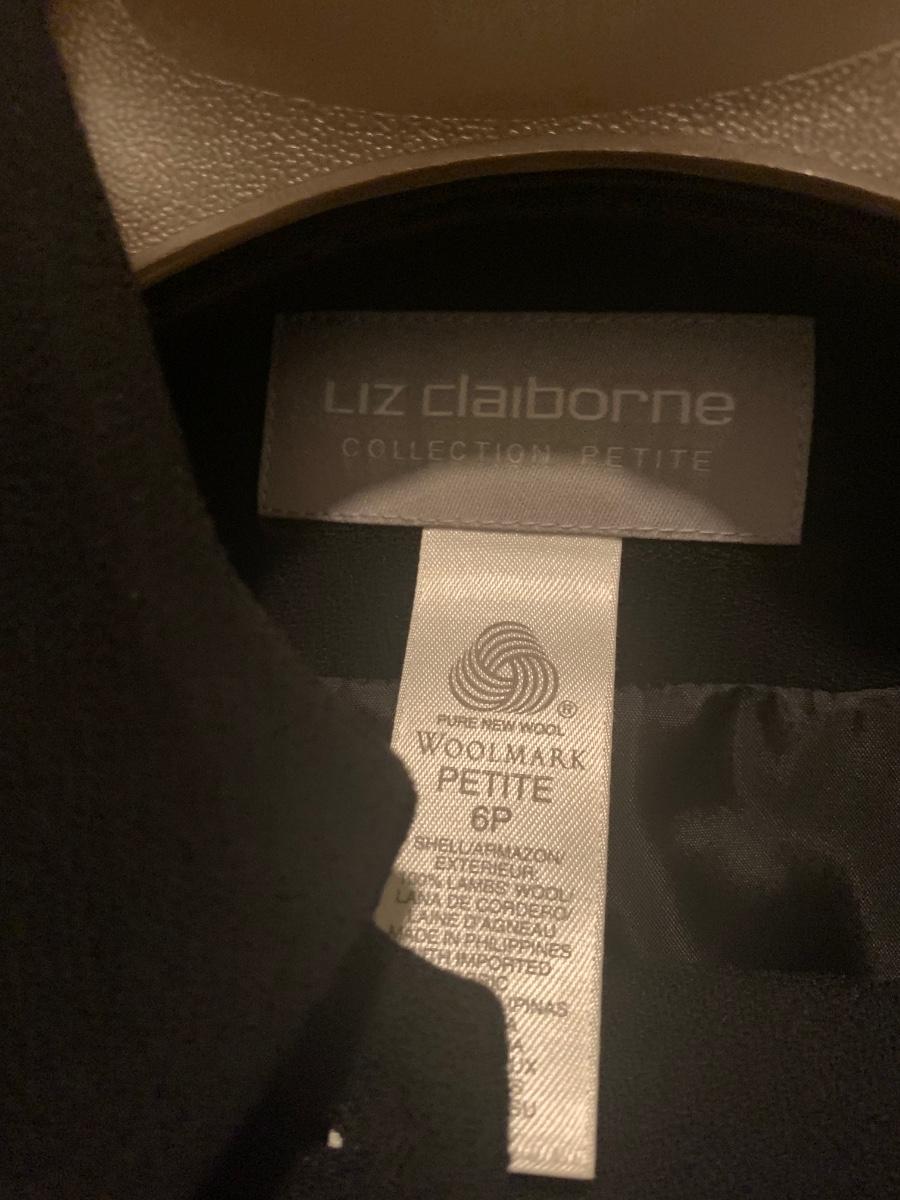 Liz claiborne
COLLECTION PETITE
®
PURE NEW WOOL
WOOLMARK
PETITE
6P
SHELL/ARMAZON/
EXTERIEUR
100% LAMBS' WOOL/
LANA DE CORDERO/
LAINE D'AGNEAU
MADE IN PHILIPPINES
IMPORTED